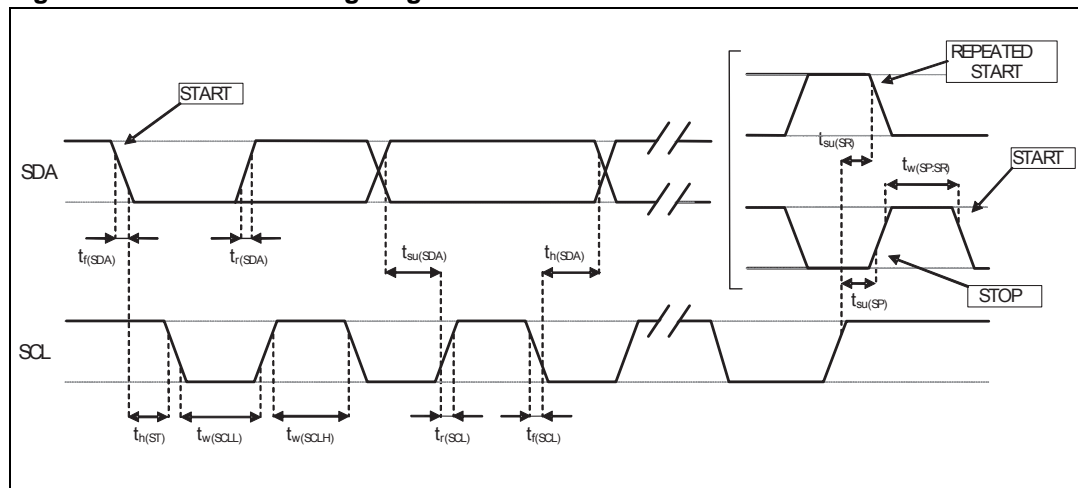 START
REPEATED
START
t_su(SR)
t_w(SP:SR)
START
SDA
t_f(SDA)
t_r(SDA)
t_su(SDA)
t_h(SDA)
t_su(SP)
STOP
SCL
t_h(ST)
t_w(SCLL)
t_w(SCLH)
t_r(SCL)
t_f(SCL)